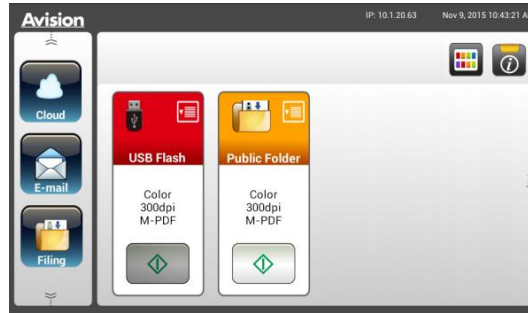 Avision
IP: 10.1.20.63
Nov 9, 2015 10:43:21 A
Cloud
E-mail
Filing
USB Flash
Color
300dpi
M-PDF
Public Folder
Color
300dpi
M-PDF